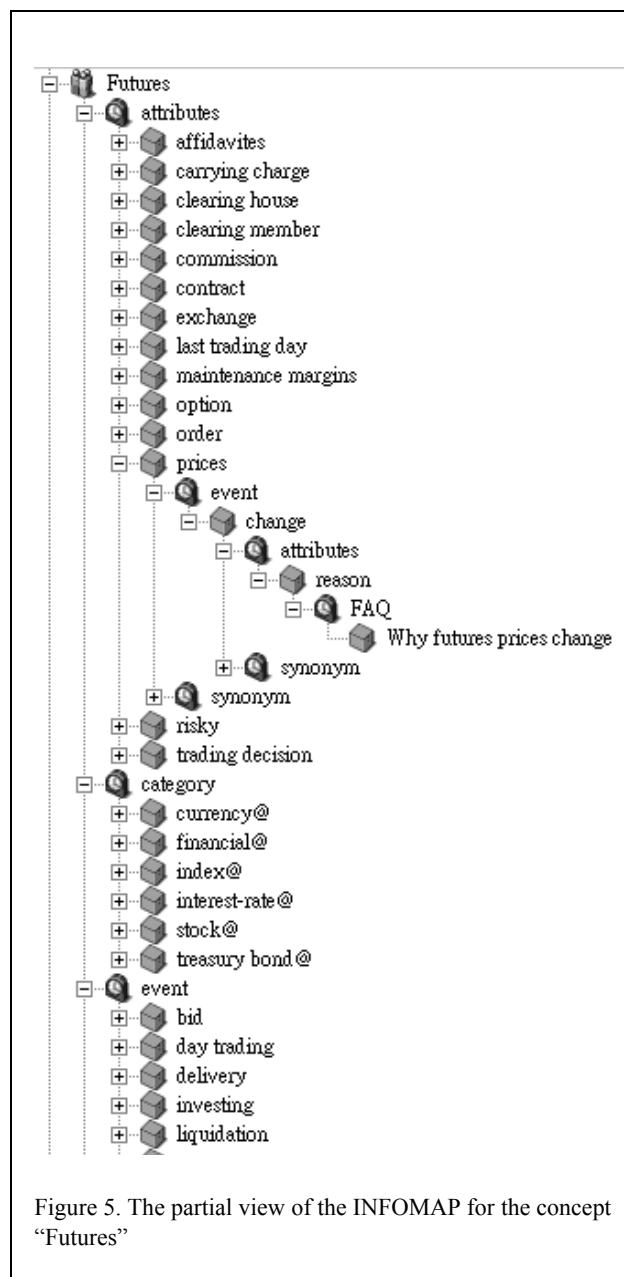 Futures
attributes
affidavites
carrying charge
clearing house
clearing member
commission
contract
exchange
last trading day
maintenance margins
option
order
prices
event
change
attributes
reason
FAQ
Why futures prices change
synonym
synonym
risky
trading decision
category
currency@
financial@
index@
interest-rate@
stock@
treasury bond@
event
bid
day trading
delivery
investing
liquidation
Figure 5. The partial view of the INFOMAP for the concept
“Futures”